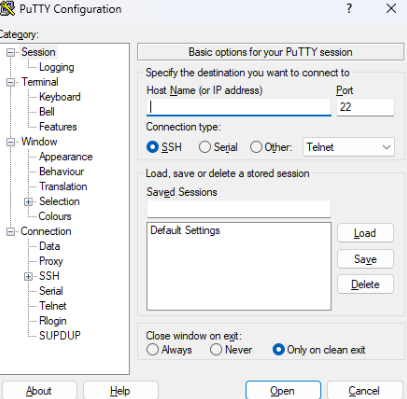 PuTTY Configuration ? ×
Category:
Session
Logging
Terminal
Keyboard
Bell
Features
Window
Appearance
Behaviour
Translation
Selection
Colours
Connection
Data
Proxy
SSH
Serial
Telnet
Rlogin
SUPDUP
Basic options for your PuTTY session
Specify the destination you want to connect to
Host Name (or IP address) Port
22
Connection type:
SSH Serial Other: Telnet
Load, save or delete a stored session
Saved Sessions
Default Settings
Load
Save
Delete
Close window on exit:
Always Never Only on clean exit
About Help Open Cancel